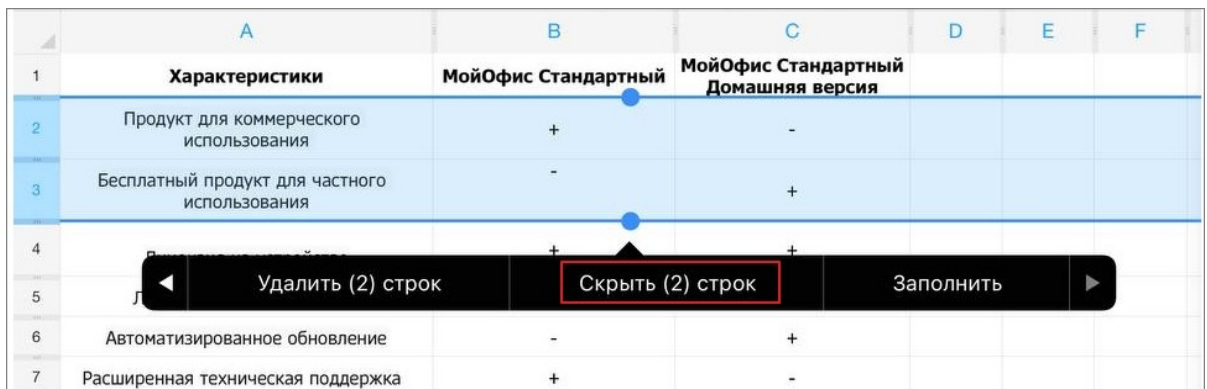 A B C D E F
1 Характеристики МойОфис Стандартный МойОфис Стандартный
Домашняя версия
2 Продукт для коммерческого
использования + -
3 Бесплатный продукт для частного
использования - +
4 + +
◀ Удалить (2) строк Скрыть (2) строк Заполнить ▶
5
6 Автоматизированное обновление - +
7 Расширенная техническая поддержка + -